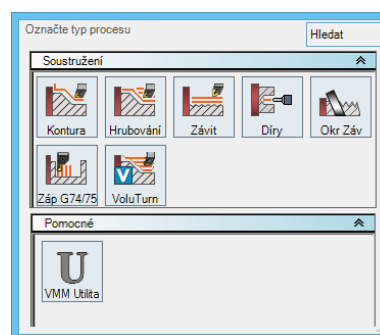 Označte typ procesu
Hledat
Soustružení
Kontura
Hrubování
Závit
Díry
Okr Záv
Záp G74/75
V
VoluTurn
Pomocné
U
VMM Utilita